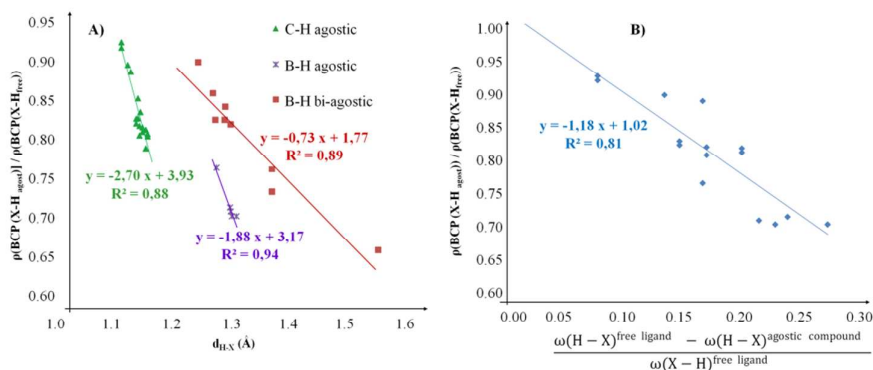 A)
0.95
0.90
0.85
0.80
0.75
0.70
0.65
0.60
ρ(BCP (X-H agost)] / ρ(BCP(X-Hfree))
C-H agostic
B-H agostic
B-H bi-agostic
y = -0,73 x + 1,77
R² = 0,89
y = -2,70 x + 3,93
R² = 0,88
y = -1,88 x + 3,17
R² = 0,94
1.0 1.1 1.2 1.3 1.4 1.5 1.6
dH-X (Å)
B)
1.00
0.95
0.90
0.85
0.80
0.75
0.70
0.65
0.60
ρ(BCP (X-H agost)) / ρ(BCP(X-Hfree))
y = -1,18 x + 1,02
R² = 0,81
0.00 0.05 0.10 0.15 0.20 0.25 0.30
ω(H − X)free ligand − ω(H − X)agostic compound
ω(X − H)free ligand